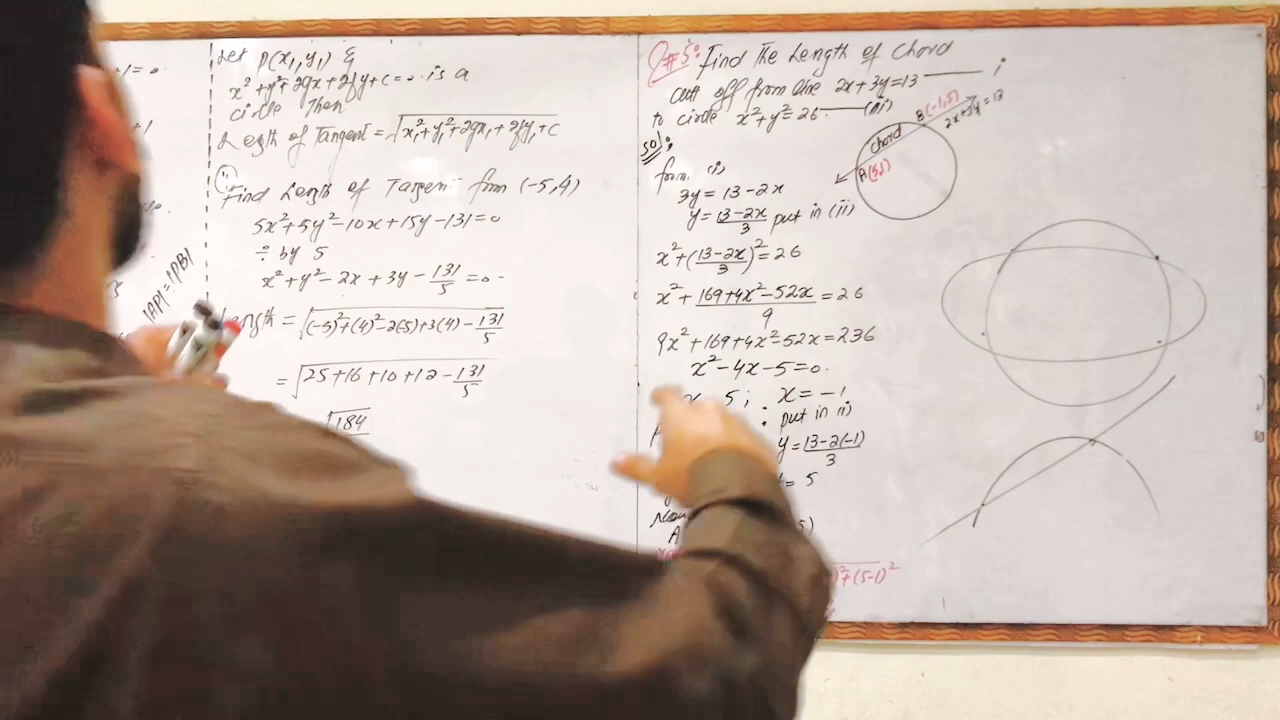 Let P(x₁,y₁) &
x²+y²+2gx+2fy+c=0 is a
circle Then
Length of Tangent = √x₁²+y₁²+2gx₁+2fy₁+c
Find Length of Tangent from (-5,4)
5x²+5y²-10x+15y-131=0
÷ by 5
x²+y²-2x+3y-131/5=0
|AP|=|PB|
= √(-5)²+(4)²-2(-5)+3(4)-131/5
= √25+16+10+12-131/5
√184
Q#5: Find The Length of Chord
cut off from line 2x+3y=13 — i
to circle x²+y²=26 — (ii)
Sol:
from (i)
3y=13-2x
y=13-2x/3 put in (ii)
x²+(13-2x/3)²=26
x²+169+4x²-52x/9=26
9x²+169+4x²-52x=236
x²-4x-5=0.
5; x=-1
put in (i)
y=13-2(-1)/3
= 5
5)
)²+(5-1)²
B(-1,5)
2x+3y=13
chord
A(5,1)